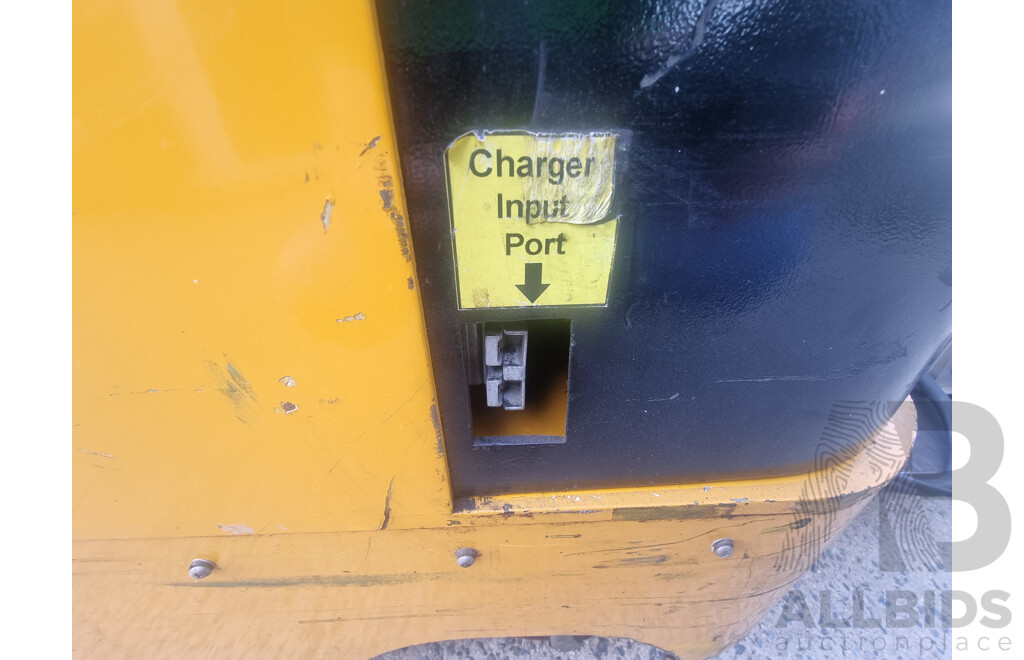 Charger
Input
Port
B
ALLBIDS
auctionplace